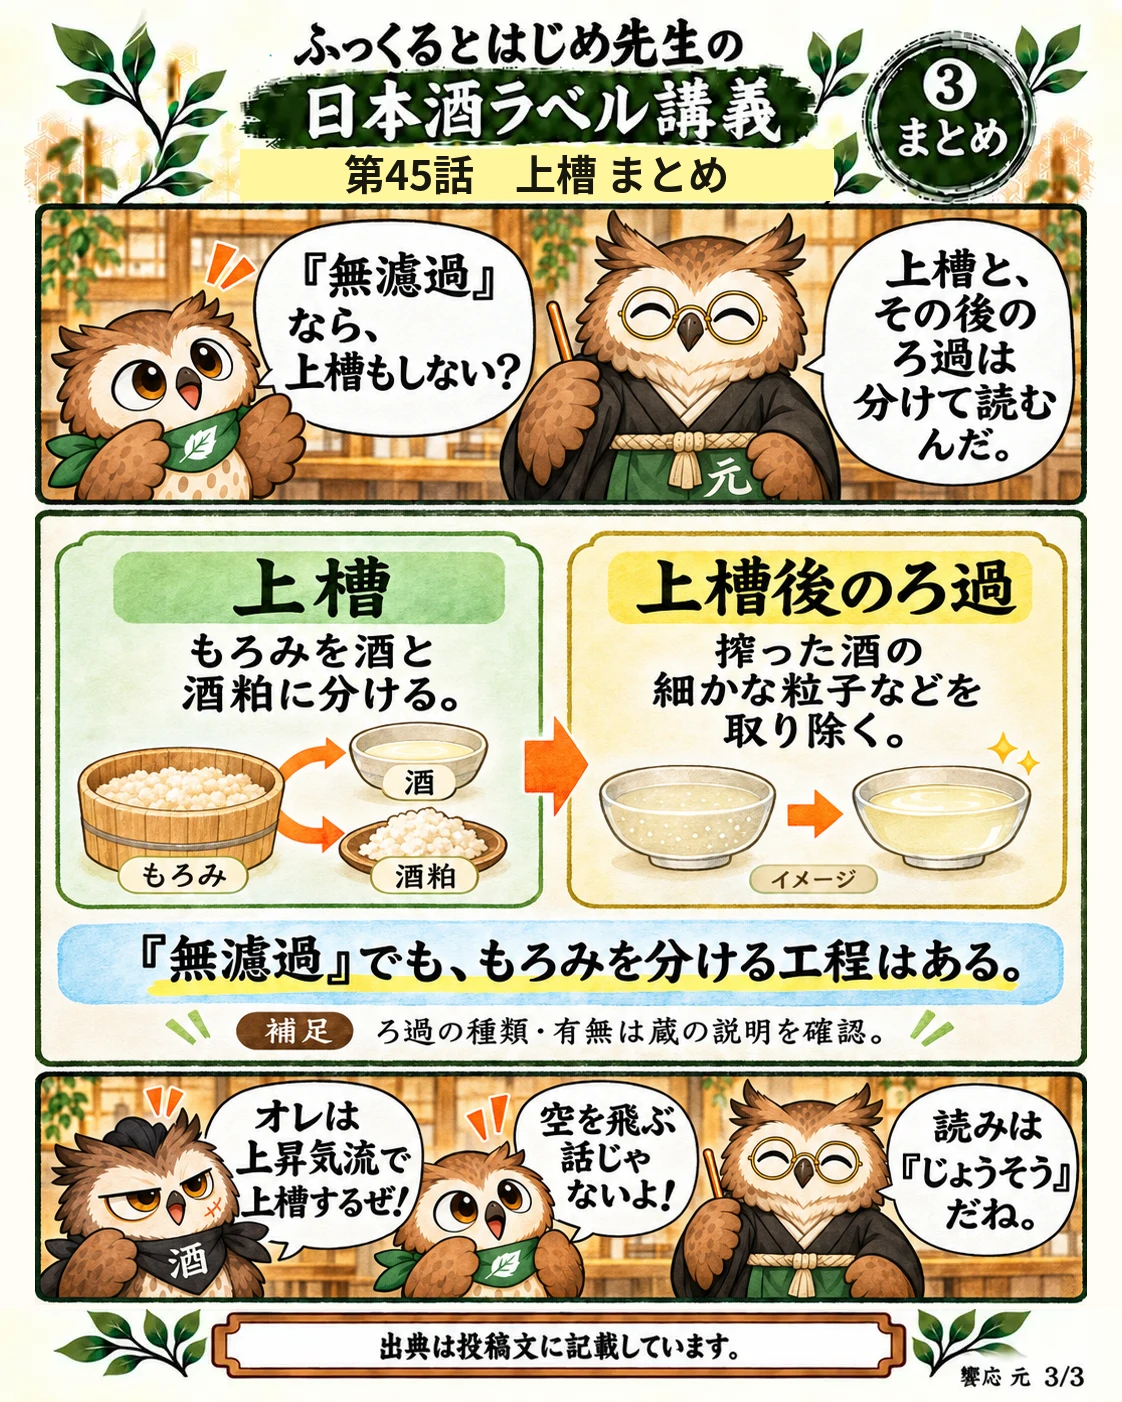 ふっくるとはじめ先生の
日本酒ラベル講義
3
まとめ
第45話 上槽 まとめ
『無濾過』
なら、
上槽もしない?
上槽と、
その後の
ろ過は
分けて読む
んだ。
元
上槽
もろみを酒と
酒粕に分ける。
もろみ
酒
酒粕
上槽後のろ過
搾った酒の
細かな粒子などを
取り除く。
イメージ
『無濾過』でも、もろみを分ける工程はある。
補足 ろ過の種類・有無は蔵の説明を確認。
オレは
上昇気流で
上槽するぜ!
酒
空を飛ぶ
話じゃ
ないよ!
読みは
『じょうそう』
だね。
出典は投稿文に記載しています。
饗応 元 3/3